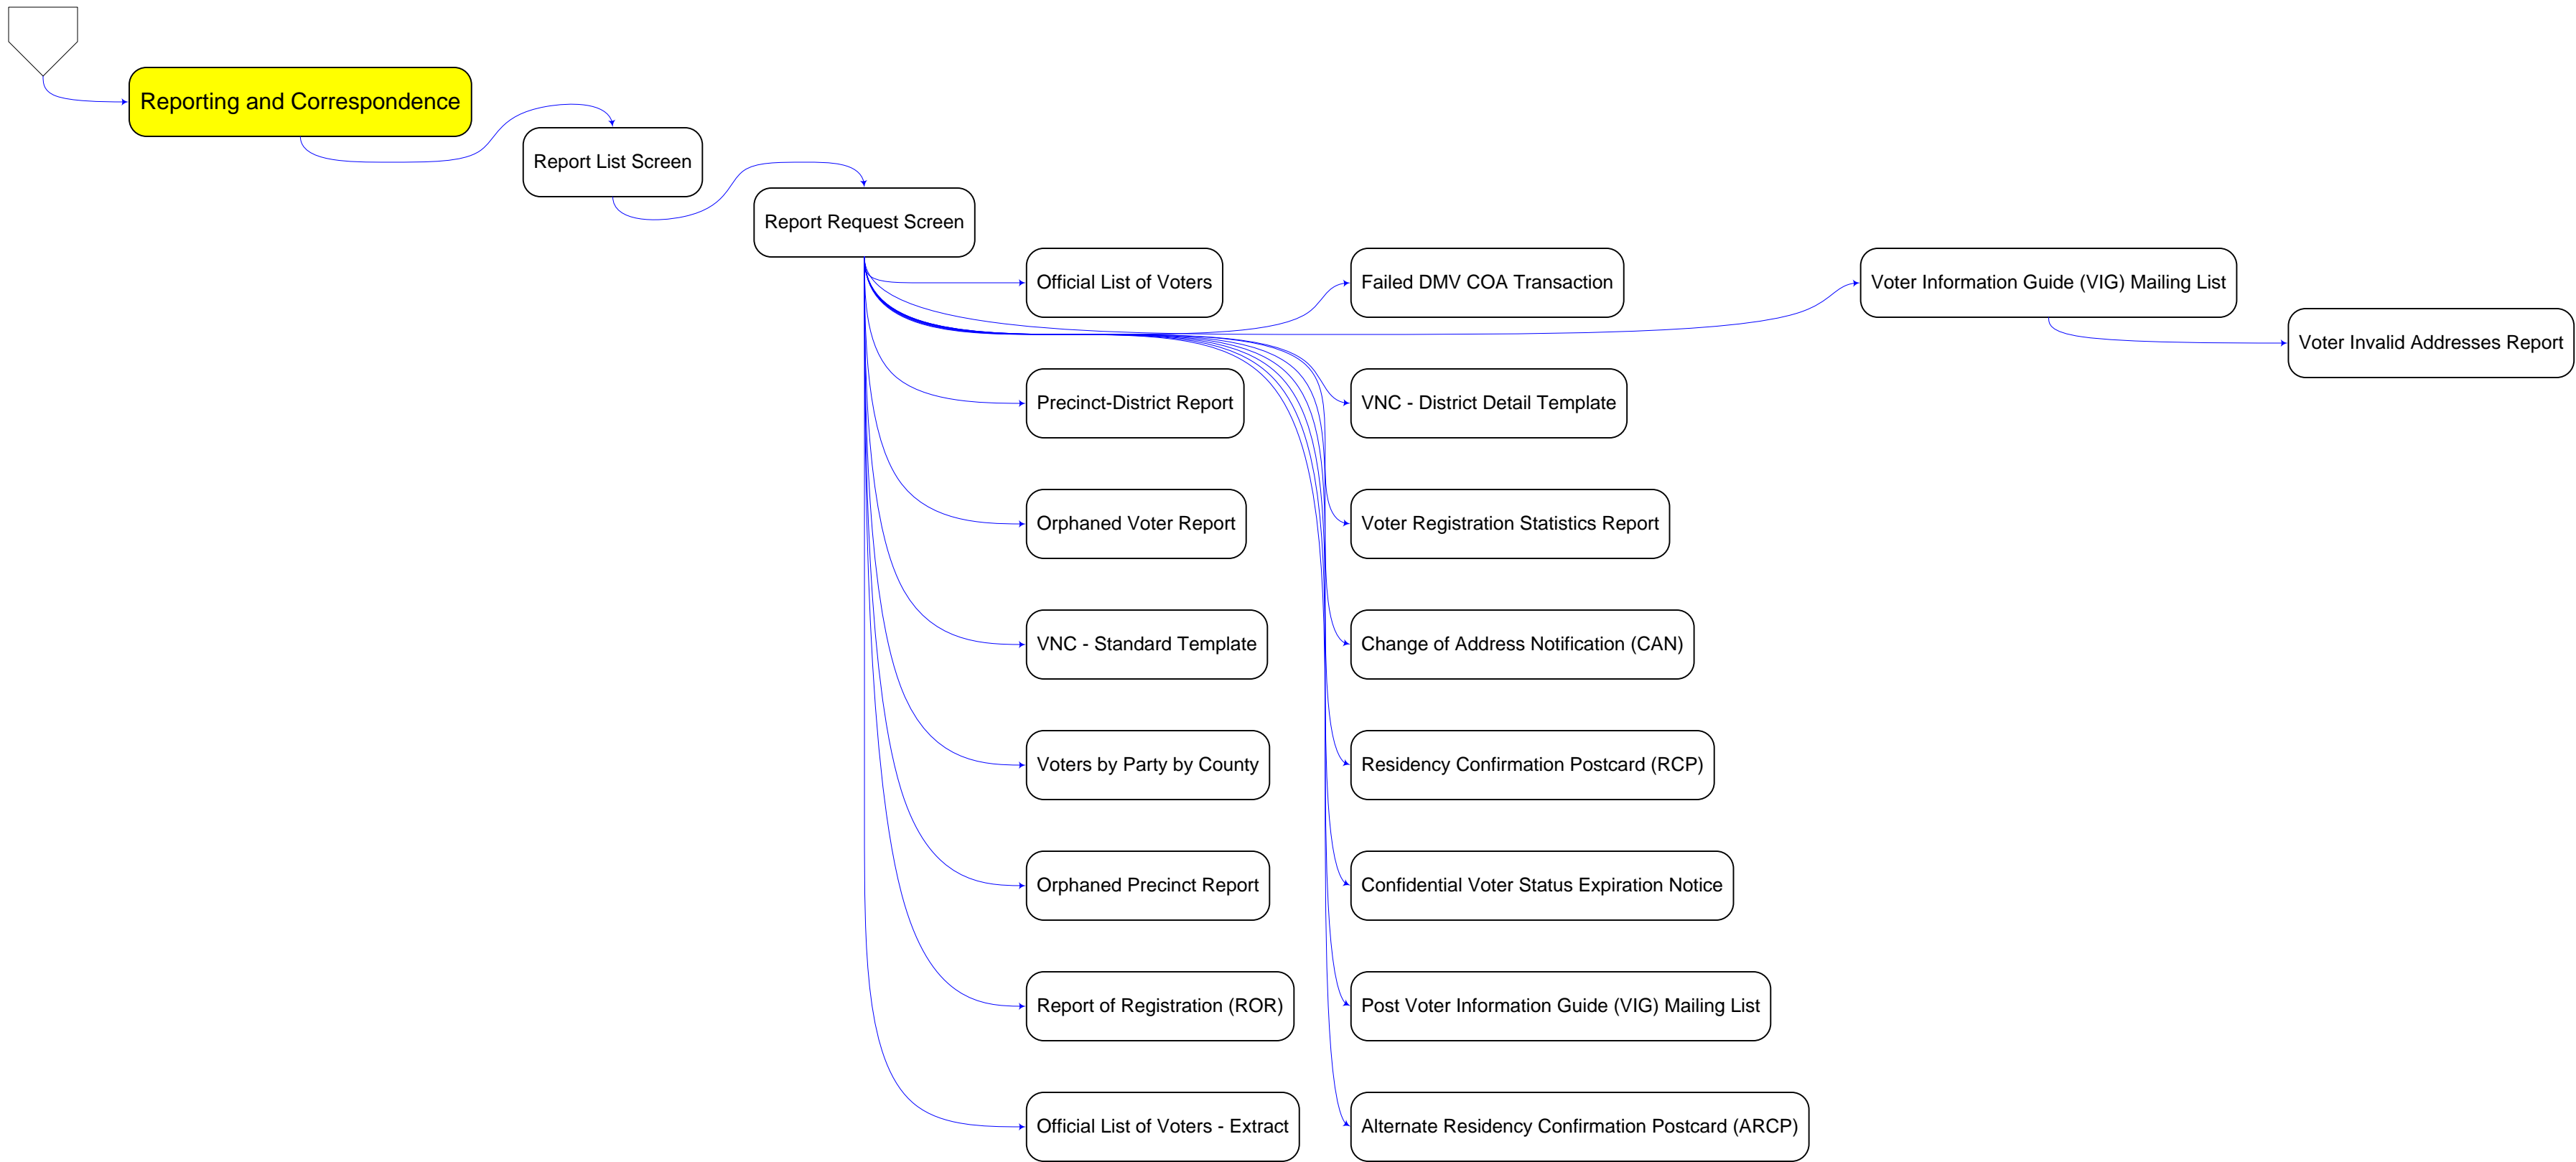 Reporting and Correspondence
Report List Screen
Report Request Screen
Official List of Voters
Failed DMV COA Transaction
Voter Information Guide (VIG) Mailing List
Voter Invalid Addresses Report
Precinct-District Report
VNC - District Detail Template
Orphaned Voter Report
Voter Registration Statistics Report
VNC - Standard Template
Change of Address Notification (CAN)
Voters by Party by County
Residency Confirmation Postcard (RCP)
Orphaned Precinct Report
Confidential Voter Status Expiration Notice
Report of Registration (ROR)
Post Voter Information Guide (VIG) Mailing List
Official List of Voters - Extract
Alternate Residency Confirmation Postcard (ARCP)